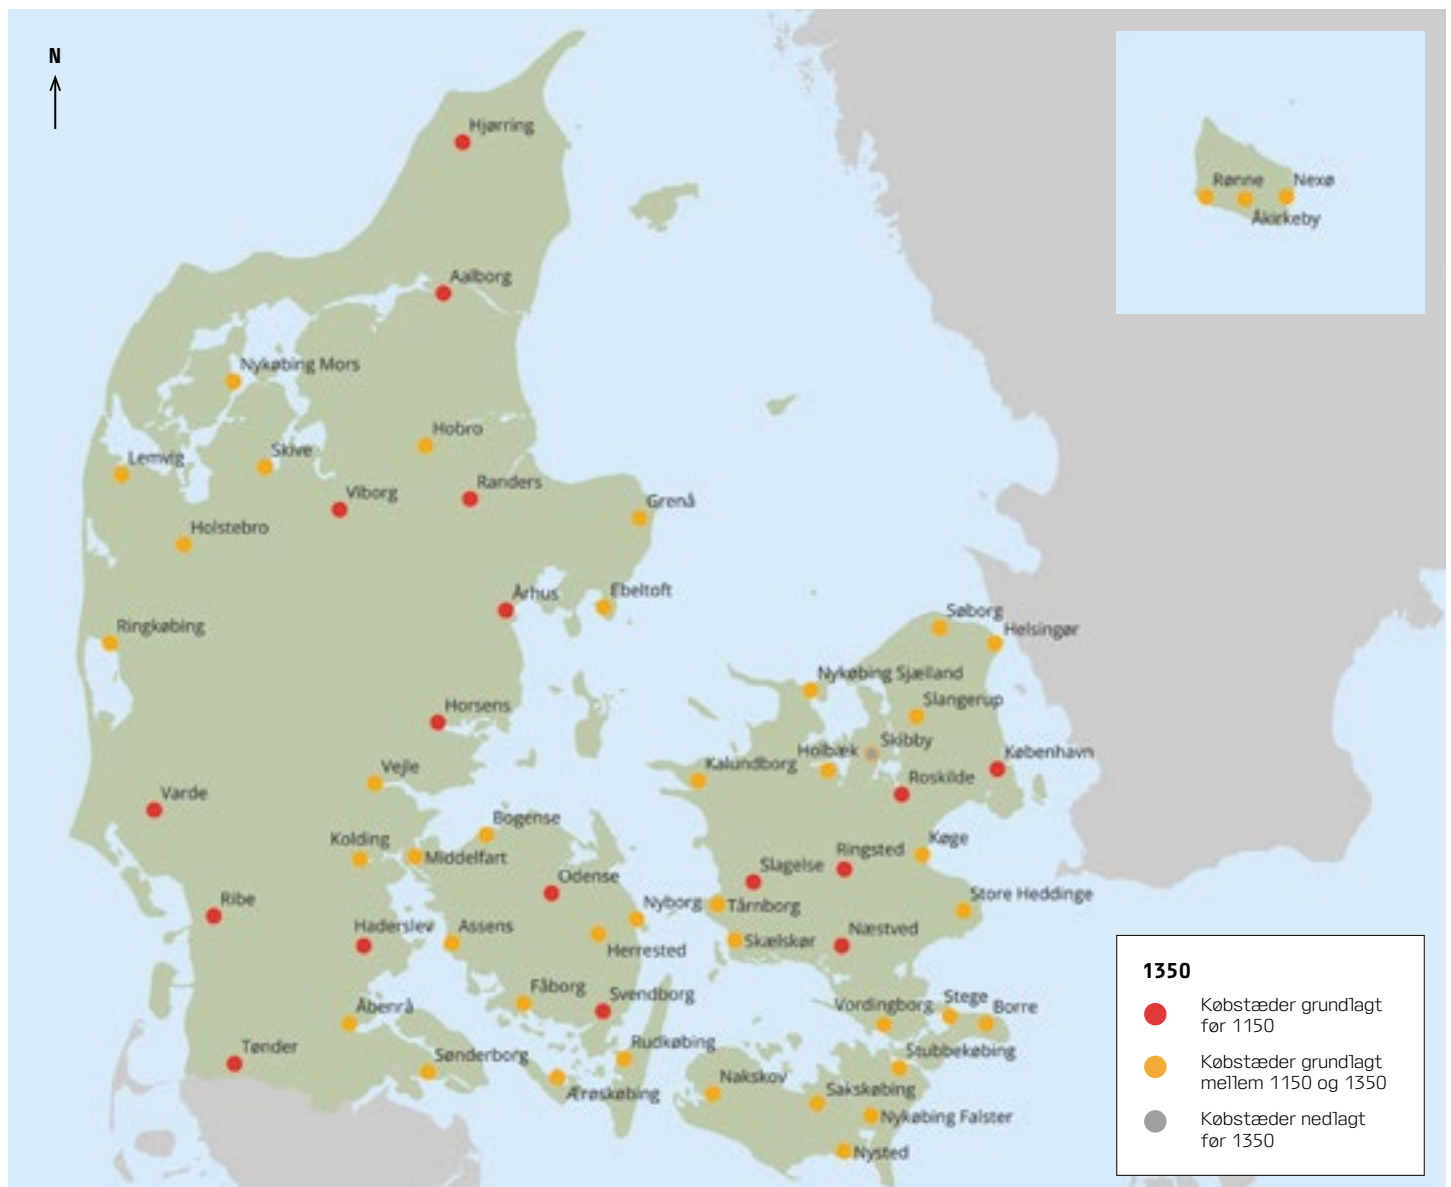 N
Hjørring
Aalborg
Nykøbing Mors
Hobro
Skive
Lemvig
Viborg
Randers
Grenå
Holstebro
Århus
Ebeltoft
Ringkøbing
Horsens
Vejle
Varde
Kolding
Bogense
Middelfart
Odense
Ribe
Haderslev
Assens
Nyborg
Herrested
Fåborg
Svendborg
Åbenrå
Tønder
Sønderborg
Rudkøbing
Ærøskøbing
Søborg
Helsingør
Nykøbing Sjælland
Slangerup
Skibby
Holbæk
København
Kalundborg
Roskilde
Ringsted
Køge
Slagelse
Tårnborg
Store Heddinge
Skælskør
Næstved
Vordingborg
Stege
Borre
Stubbekøbing
Nakskov
Sakskøbing
Nykøbing Falster
Nysted
Rønne
Nexø
Åkirkeby
1350
Købstæder grundlagt
før 1150
Købstæder grundlagt
mellem 1150 og 1350
Købstæder nedlagt
før 1350